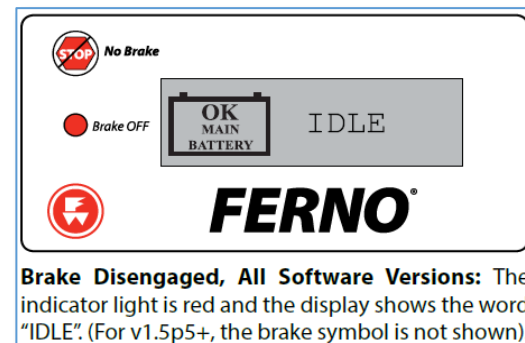 STOP No Brake
Brake OFF
OK
MAIN
BATTERY
IDLE
FERNO®
Brake Disengaged, All Software Versions: The
indicator light is red and the display shows the word
"IDLE". (For v1.5p5+, the brake symbol is not shown)